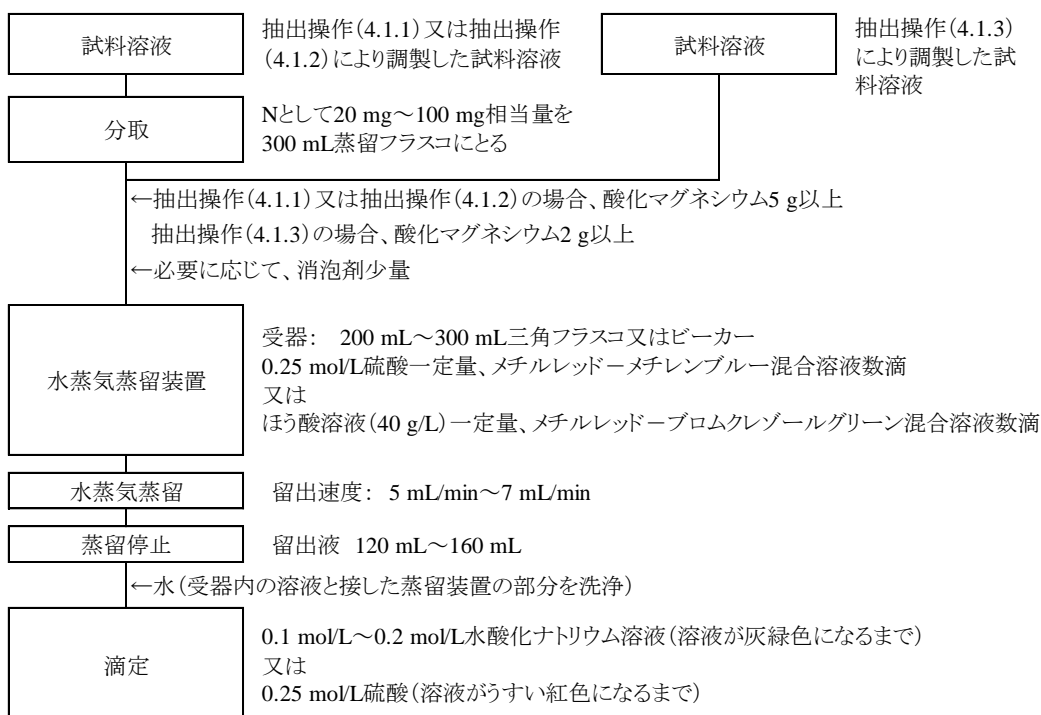 試料溶液
抽出操作(4.1.1)又は抽出操作
(4.1.2)により調製した試料溶液
試料溶液
抽出操作(4.1.3)
により調製した試
料溶液
分取
Nとして20 mg～100 mg相当量を
300 mL蒸留フラスコにとる
←抽出操作(4.1.1)又は抽出操作(4.1.2)の場合、酸化マグネシウム5 g以上
抽出操作(4.1.3)の場合、酸化マグネシウム2 g以上
←必要に応じて、消泡剤少量
水蒸気蒸留装置
受器： 200 mL～300 mL三角フラスコ又はビーカー
0.25 mol/L硫酸一定量、メチルレッド－メチレンブルー混合溶液数滴
又は
ほう酸溶液(40 g/L)一定量、メチルレッド－ブロムクレゾールグリーン混合溶液数滴
水蒸気蒸留
留出速度： 5 mL/min～7 mL/min
蒸留停止
留出液 120 mL～160 mL
←水(受器内の溶液と接した蒸留装置の部分を洗浄)
滴定
0.1 mol/L～0.2 mol/L水酸化ナトリウム溶液(溶液が灰緑色になるまで)
又は
0.25 mol/L硫酸(溶液がうすい紅色になるまで)